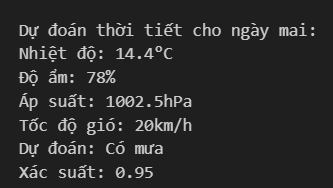 Dự đoán thời tiết cho ngày mai:
Nhiệt độ: 14.4°C
Độ ẩm: 78%
Áp suất: 1002.5hPa
Tốc độ gió: 20km/h
Dự đoán: Có mưa
Xác suất: 0.95